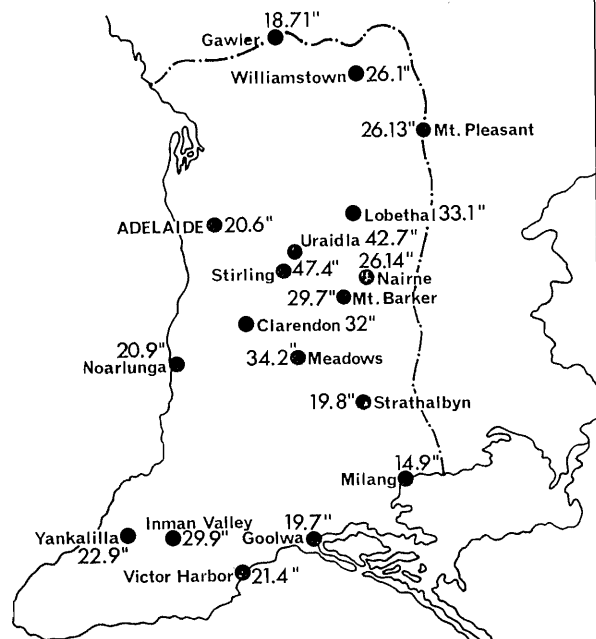 18.71"
Gawler
Williamstown 26.1"
26.13" Mt. Pleasant
Lobethal 33.1"
ADELAIDE 20.6"
Uraidla 42.7"
26.14"
Stirling 47.4" Nairne
29.7" Mt. Barker
Clarendon 32"
20.9"
Noarlunga
34.2" Meadows
19.8" Strathalbyn
14.9"
Milang
Yankalilla
22.9"
Inman Valley
29.9"
19.7"
Goolwa
Victor Harbor 21.4"